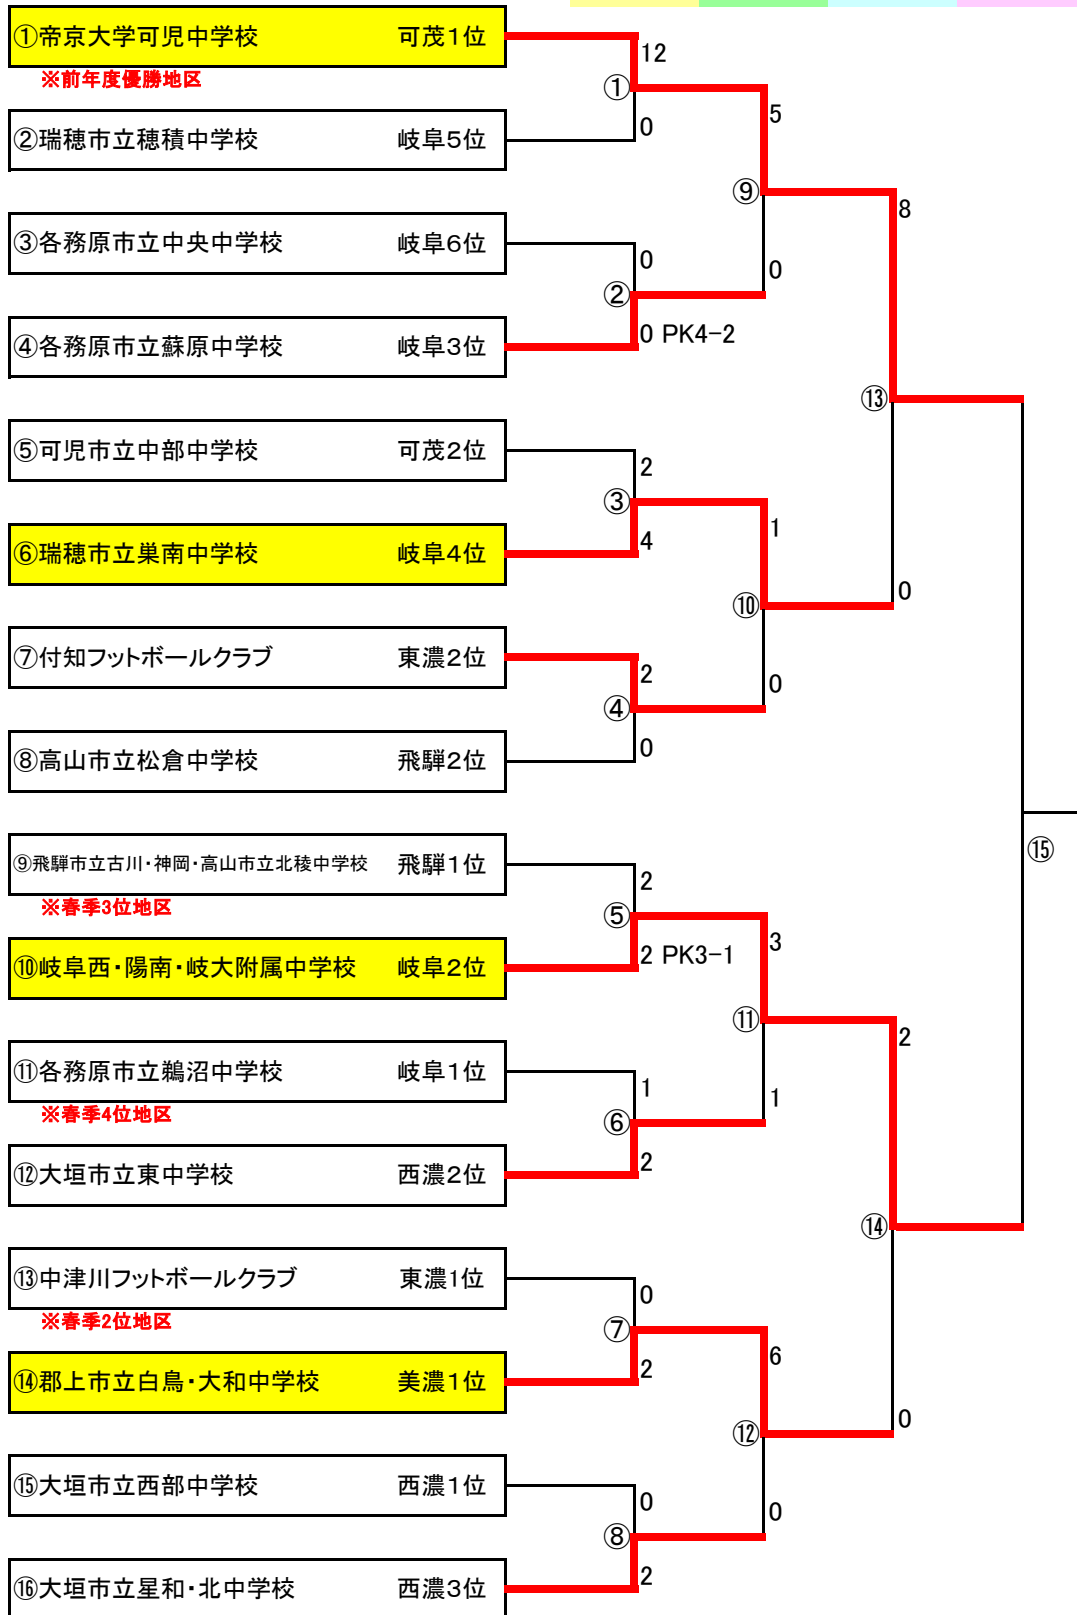 ①帝京大学可児中学校 可茂1位
※前年度優勝地区
②瑞穂市立穂積中学校 岐阜5位
③各務原市立中央中学校 岐阜6位
④各務原市立蘇原中学校 岐阜3位
⑤可児市立中部中学校 可茂2位
⑥瑞穂市立巣南中学校 岐阜4位
⑦付知フットボールクラブ 東濃2位
⑧高山市立松倉中学校 飛騨2位
⑨飛騨市立古川・神岡・高山市立北稜中学校 飛騨1位
※春季3位地区
⑩岐阜西・陽南・岐大附属中学校 岐阜2位
⑪各務原市立鵜沼中学校 岐阜1位
※春季4位地区
⑫大垣市立東中学校 西濃2位
⑬中津川フットボールクラブ 東濃1位
※春季2位地区
⑭郡上市立白鳥・大和中学校 美濃1位
⑮大垣市立西部中学校 西濃1位
⑯大垣市立星和・北中学校 西濃3位
12
①
0
0
②
0 PK4-2
2
③
4
2
④
0
2
⑤
2 PK3-1
1
⑥
2
0
⑦
2
0
⑧
2
5
⑨
0
1
⑩
0
3
⑪
1
6
⑫
0
8
⑬
0
2
⑭
0
⑮